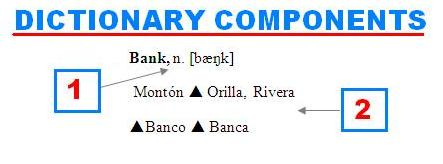 DICTIONARY COMPONENTS
Bank, n. [bæŋk]
1
Montón ▲ Orilla, Rivera
2
▲Banco ▲ Banca